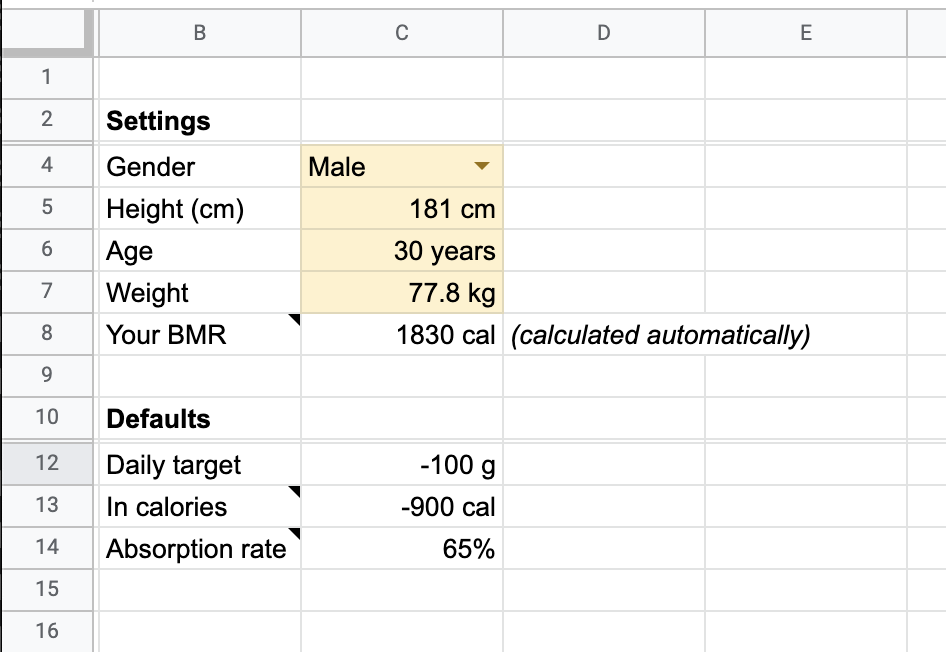 B C D E
1
2 Settings
4 Gender Male
5 Height (cm) 181 cm
6 Age 30 years
7 Weight 77.8 kg
8 Your BMR 1830 cal (calculated automatically)
9
10 Defaults
12 Daily target -100 g
13 In calories -900 cal
14 Absorption rate 65%
15
16